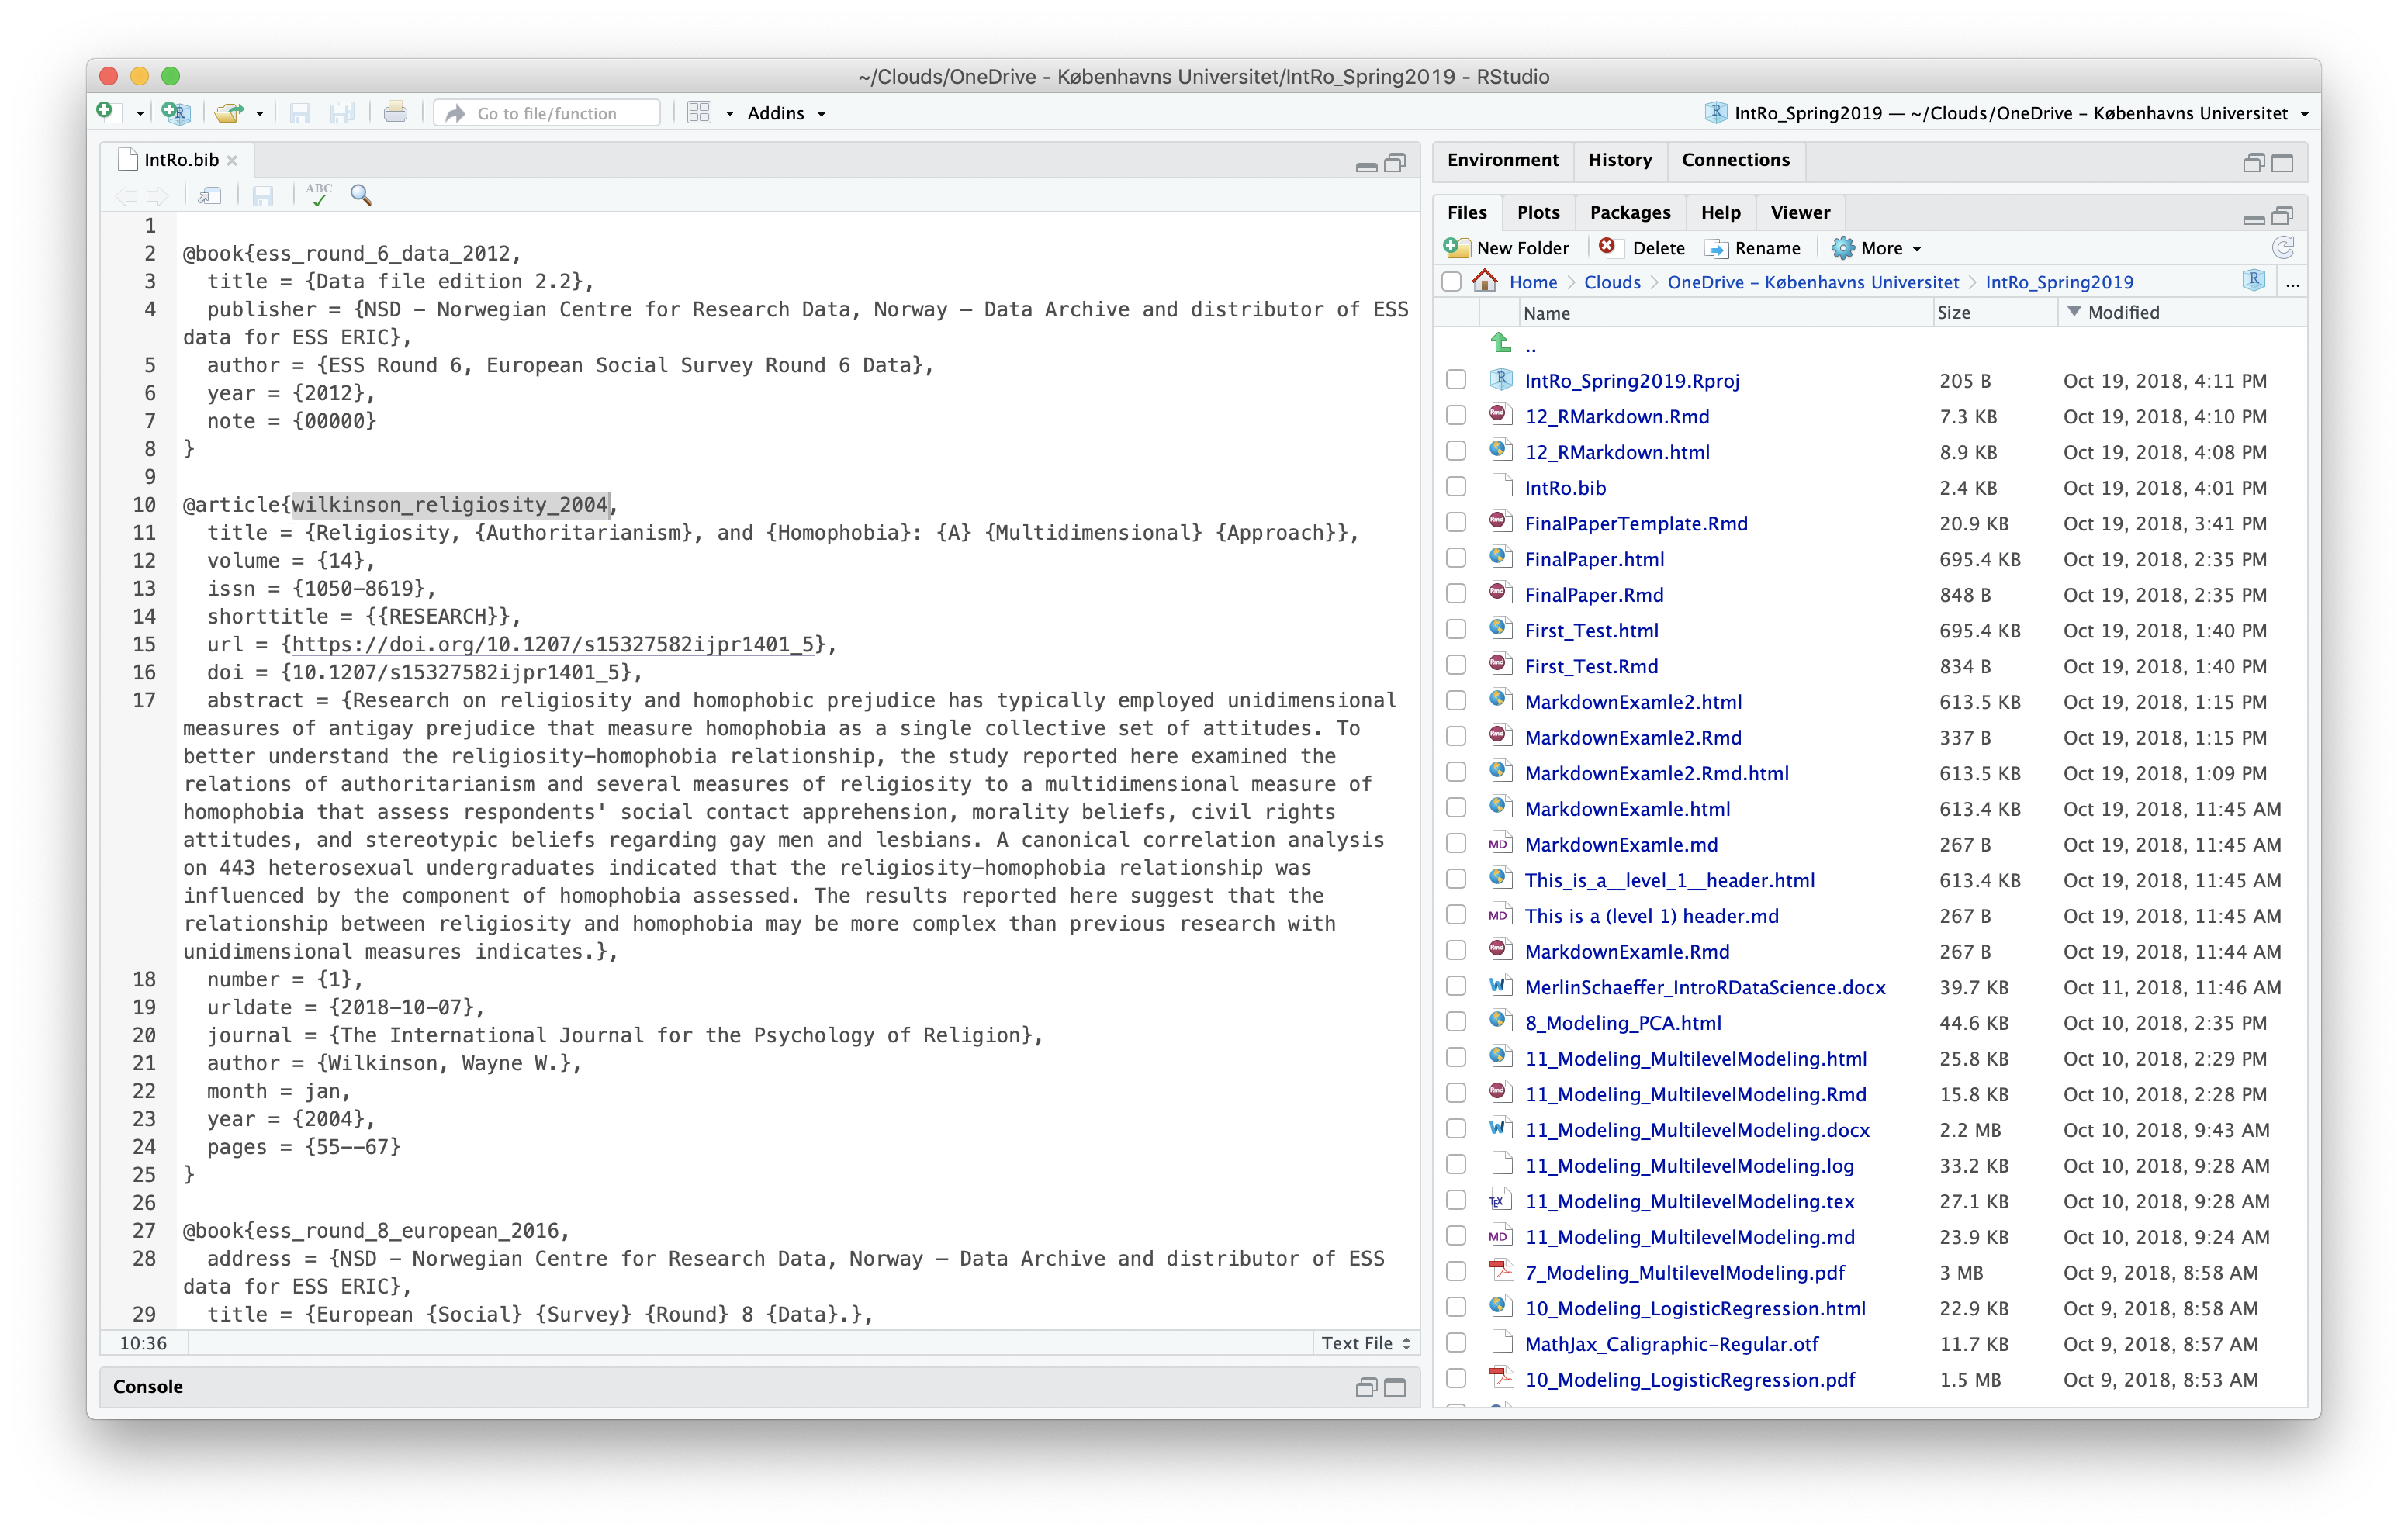 ~/Clouds/OneDrive - Københavns Universitet/IntRo_Spring2019 - RStudio
Go to file/function
Addins
IntRo_Spring2019 — ~/Clouds/OneDrive - Københavns Universitet
IntRo.bib
ABC
1
2 @book{ess_round_6_data_2012,
3 title = {Data file edition 2.2},
4 publisher = {NSD - Norwegian Centre for Research Data, Norway – Data Archive and distributor of ESS
data for ESS ERIC},
5 author = {ESS Round 6, European Social Survey Round 6 Data},
6 year = {2012},
7 note = {00000}
8 }
9
10 @article{wilkinson_religiosity_2004,
11 title = {Religiosity, {Authoritarianism}, and {Homophobia}: {A} {Multidimensional} {Approach}},
12 volume = {14},
13 issn = {1050-8619},
14 shorttitle = {{RESEARCH}},
15 url = {https://doi.org/10.1207/s15327582ijpr1401_5},
16 doi = {10.1207/s15327582ijpr1401_5},
17 abstract = {Research on religiosity and homophobic prejudice has typically employed unidimensional
measures of antigay prejudice that measure homophobia as a single collective set of attitudes. To
better understand the religiosity-homophobia relationship, the study reported here examined the
relations of authoritarianism and several measures of religiosity to a multidimensional measure of
homophobia that assess respondents' social contact apprehension, morality beliefs, civil rights
attitudes, and stereotypic beliefs regarding gay men and lesbians. A canonical correlation analysis
on 443 heterosexual undergraduates indicated that the religiosity-homophobia relationship was
influenced by the component of homophobia assessed. The results reported here suggest that the
relationship between religiosity and homophobia may be more complex than previous research with
unidimensional measures indicates.},
18 number = {1},
19 urldate = {2018-10-07},
20 journal = {The International Journal for the Psychology of Religion},
21 author = {Wilkinson, Wayne W.},
22 month = jan,
23 year = {2004},
24 pages = {55--67}
25 }
26
27 @book{ess_round_8_european_2016,
28 address = {NSD - Norwegian Centre for Research Data, Norway – Data Archive and distributor of ESS
data for ESS ERIC},
29 title = {European {Social} {Survey} {Round} 8 {Data}.},
10:36
Text File
Console
Environment History Connections
Files Plots Packages Help Viewer
New Folder Delete Rename More
Home > Clouds > OneDrive - Københavns Universitet > IntRo_Spring2019 ...
Name Size Modified
..
IntRo_Spring2019.Rproj 205 B Oct 19, 2018, 4:11 PM
12_RMarkdown.Rmd 7.3 KB Oct 19, 2018, 4:10 PM
12_RMarkdown.html 8.9 KB Oct 19, 2018, 4:08 PM
IntRo.bib 2.4 KB Oct 19, 2018, 4:01 PM
FinalPaperTemplate.Rmd 20.9 KB Oct 19, 2018, 3:41 PM
FinalPaper.html 695.4 KB Oct 19, 2018, 2:35 PM
FinalPaper.Rmd 848 B Oct 19, 2018, 2:35 PM
First_Test.html 695.4 KB Oct 19, 2018, 1:40 PM
First_Test.Rmd 834 B Oct 19, 2018, 1:40 PM
MarkdownExamle2.html 613.5 KB Oct 19, 2018, 1:15 PM
MarkdownExamle2.Rmd 337 B Oct 19, 2018, 1:15 PM
MarkdownExamle2.Rmd.html 613.5 KB Oct 19, 2018, 1:09 PM
MarkdownExamle.html 613.4 KB Oct 19, 2018, 11:45 AM
MarkdownExamle.md 267 B Oct 19, 2018, 11:45 AM
This_is_a__level_1__header.html 613.4 KB Oct 19, 2018, 11:45 AM
This is a (level 1) header.md 267 B Oct 19, 2018, 11:45 AM
MarkdownExamle.Rmd 267 B Oct 19, 2018, 11:44 AM
MerlinSchaeffer_IntroRDataScience.docx 39.7 KB Oct 11, 2018, 11:46 AM
8_Modeling_PCA.html 44.6 KB Oct 10, 2018, 2:35 PM
11_Modeling_MultilevelModeling.html 25.8 KB Oct 10, 2018, 2:29 PM
11_Modeling_MultilevelModeling.Rmd 15.8 KB Oct 10, 2018, 2:28 PM
11_Modeling_MultilevelModeling.docx 2.2 MB Oct 10, 2018, 9:43 AM
11_Modeling_MultilevelModeling.log 33.2 KB Oct 10, 2018, 9:28 AM
11_Modeling_MultilevelModeling.tex 27.1 KB Oct 10, 2018, 9:28 AM
11_Modeling_MultilevelModeling.md 23.9 KB Oct 10, 2018, 9:24 AM
7_Modeling_MultilevelModeling.pdf 3 MB Oct 9, 2018, 8:58 AM
10_Modeling_LogisticRegression.html 22.9 KB Oct 9, 2018, 8:58 AM
MathJax_Caligraphic-Regular.otf 11.7 KB Oct 9, 2018, 8:57 AM
10_Modeling_LogisticRegression.pdf 1.5 MB Oct 9, 2018, 8:53 AM